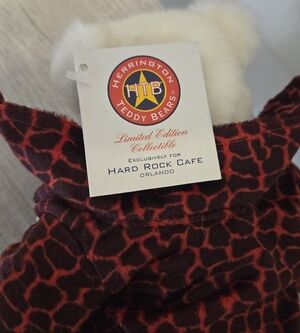 HERRINGTON
HTB
TEDDY BEARS
Limited Edition
Collectible
EXCLUSIVELY FOR
HARD ROCK CAFE
ORLANDO